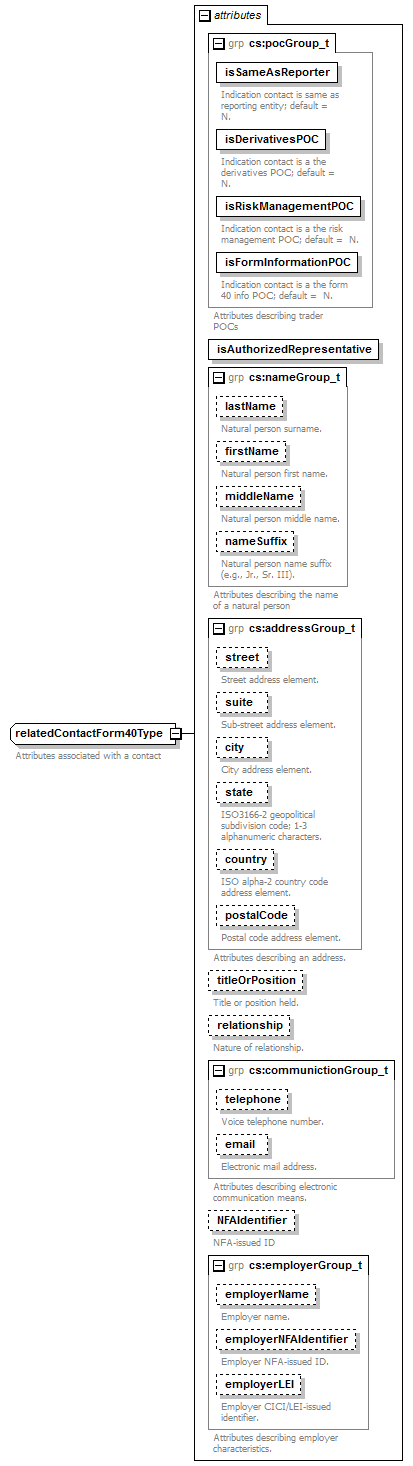 attributes
grp cs:pocGroup_t
isSameAsReporter
Indication contact is same as
reporting entity; default =
N.
isDerivativesPOC
Indication contact is a the
derivatives POC; default =
N.
isRiskManagementPOC
Indication contact is a the risk
management POC; default = N.
isFormInformationPOC
Indication contact is a the form
40 info POC; default = N.
Attributes describing trader
POCs
isAuthorizedRepresentative
grp cs:nameGroup_t
lastName
Natural person surname.
firstName
Natural person first name.
middleName
Natural person middle name.
nameSuffix
Natural person name suffix
(e.g., Jr., Sr. III).
Attributes describing the name
of a natural person
grp cs:addressGroup_t
street
Street address element.
suite
Sub-street address element.
city
City address element.
relatedContactForm40Type
Attributes associated with a contact
state
ISO3166-2 geopolitical
subdivision code; 1-3
alphanumeric characters.
country
ISO alpha-2 country code
address element.
postalCode
Postal code address element.
Attributes describing an address.
titleOrPosition
Title or position held.
relationship
Nature of relationship.
grp cs:communictionGroup_t
telephone
Voice telephone number.
email
Electronic mail address.
Attributes describing electronic
communication means.
NFAIdentifier
NFA-issued ID
grp cs:employerGroup_t
employerName
Employer name.
employerNFAIdentifier
Employer NFA-issued ID.
employerLEI
Employer CICI/LEI-issued
identifier.
Attributes describing employer
characteristics.